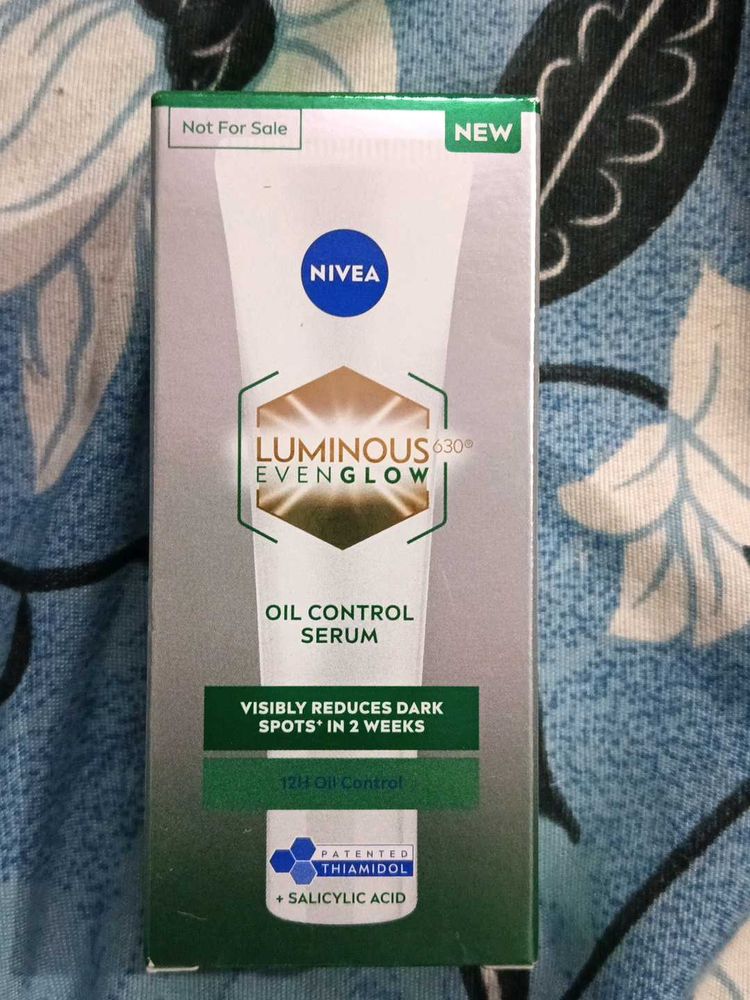 Not For Sale
NEW
NIVEA
LUMINOUS630®
EVENGLOW
OIL CONTROL
SERUM
VISIBLY REDUCES DARK
SPOTS+ IN 2 WEEKS
12H Oil Control
PATENTED
THIAMIDOL
+ SALICYLIC ACID